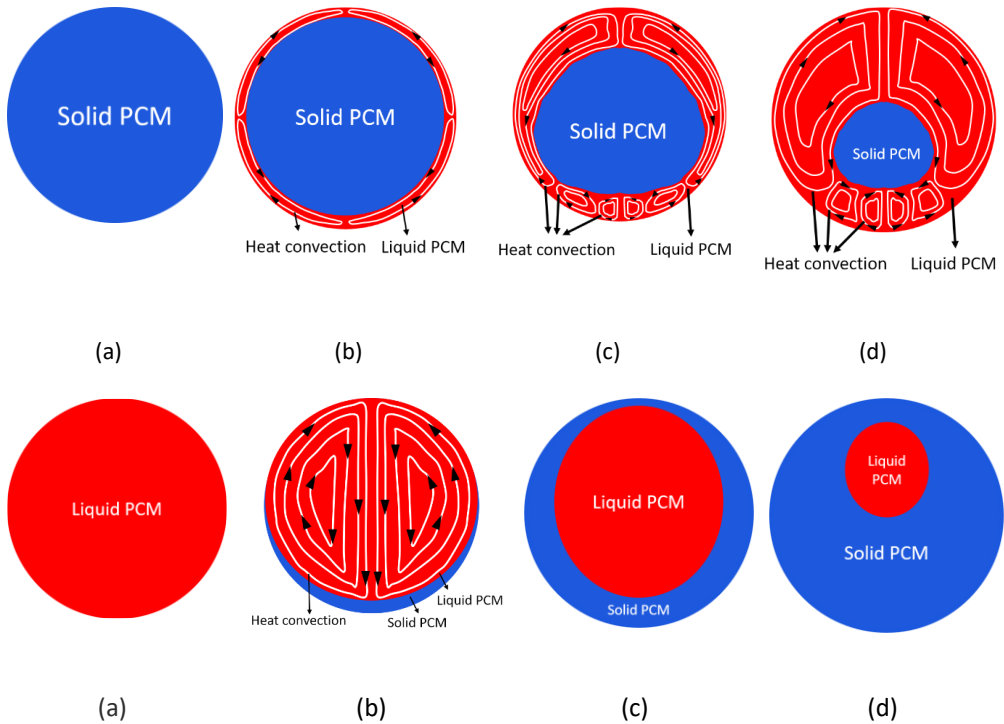 Solid PCM
Solid PCM
Heat convection
Liquid PCM
Solid PCM
Heat convection
Liquid PCM
Solid PCM
Heat convection
Liquid PCM
(a)
(b)
(c)
(d)
Liquid PCM
Heat convection
Solid PCM
Liquid PCM
Liquid PCM
Solid PCM
Liquid
PCM
Solid PCM
(a)
(b)
(c)
(d)